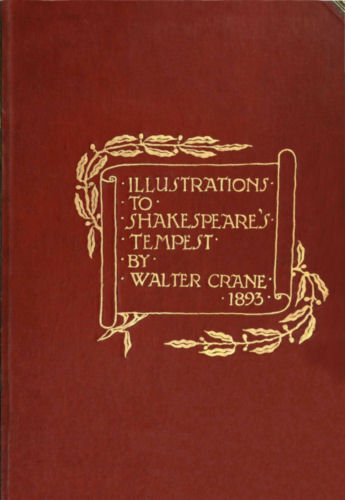 ·ILLUSTRATIONS·
·TO·
·SHAKESPEARE'S·
·TEMPEST·
·BY·
·WALTER CRANE·
·1893·